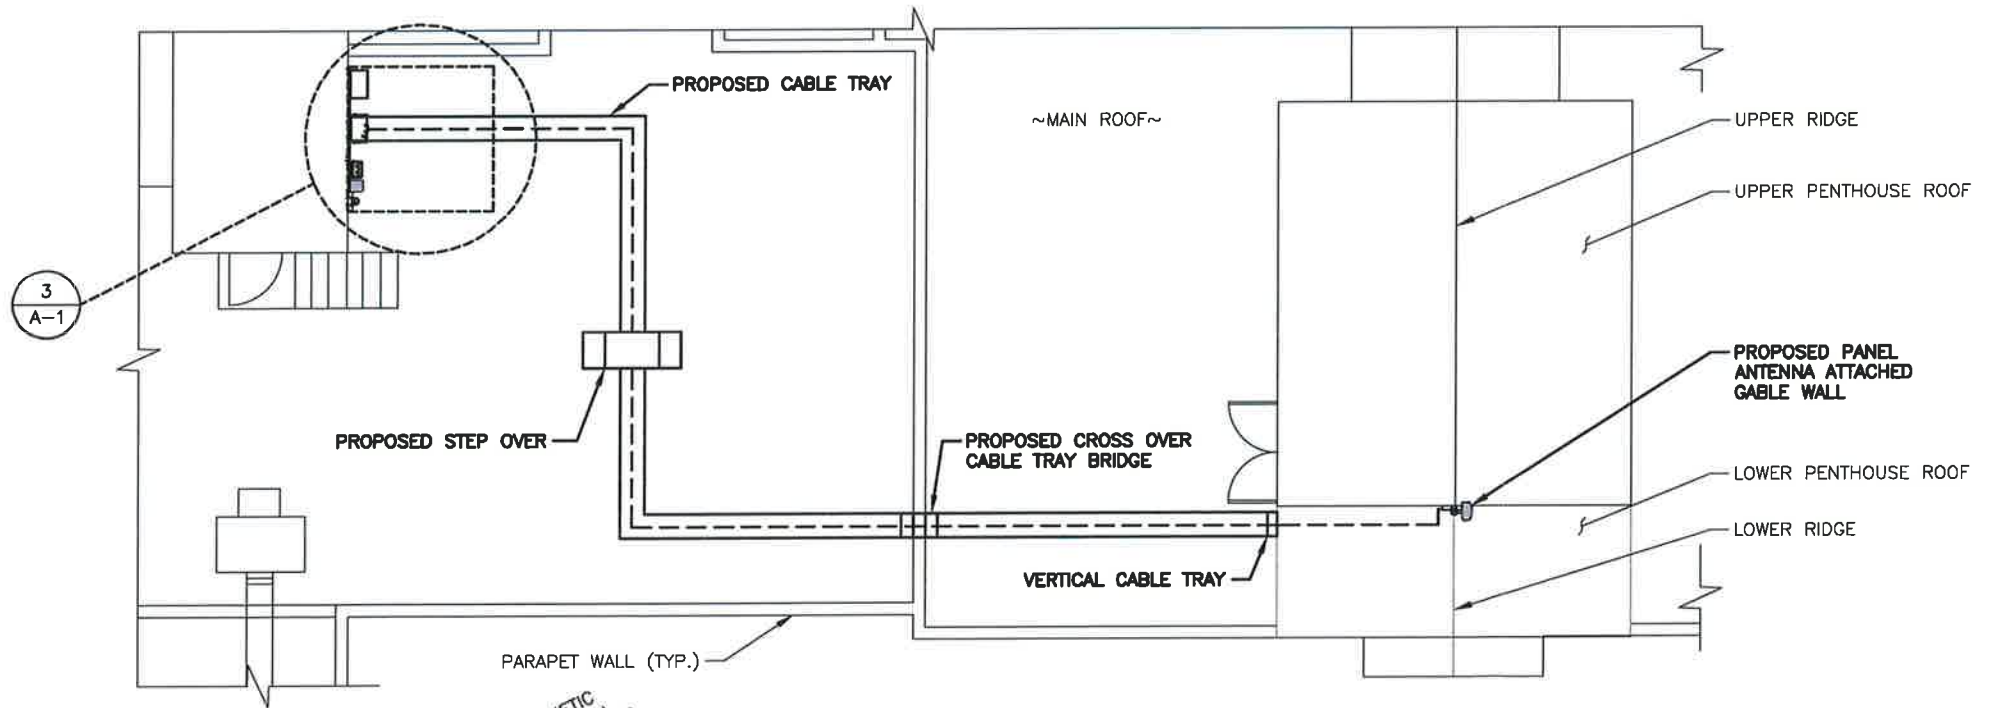 PROPOSED CABLE TRAY
~MAIN ROOF~
UPPER RIDGE
UPPER PENTHOUSE ROOF
3
A-1
PROPOSED PANEL
ANTENNA ATTACHED
GABLE WALL
PROPOSED STEP OVER
PROPOSED CROSS OVER
CABLE TRAY BRIDGE
LOWER PENTHOUSE ROOF
LOWER RIDGE
VERTICAL CABLE TRAY
PARAPET WALL (TYP.)